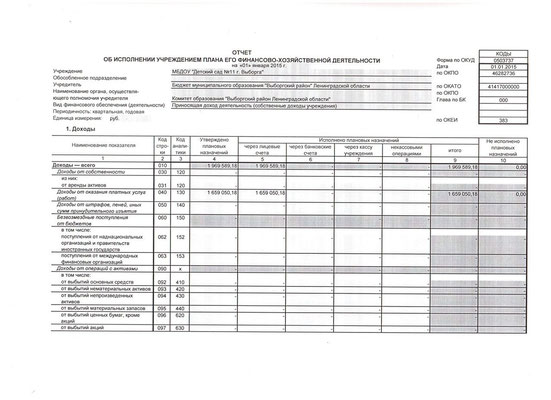 ОТЧЕТ
ОБ ИСПОЛНЕНИИ УЧРЕЖДЕНИЕМ ПЛАНА ЕГО ФИНАНСОВО-ХОЗЯЙСТВЕННОЙ ДЕЯТЕЛЬНОСТИ
на «01» января 2015 г.
КОДЫ
Форма по ОКУД 0503737
Дата 01.01.2015
Учреждение МБДОУ "Детский сад №11 г. Выборга" по ОКПО 46282736
Обособленное подразделение
Учредитель Бюджет муниципального образования "Выборгский район" Ленинградской области по ОКАТО 41417000000
Наименование органа, осуществля- по ОКПО
ющего полномочия учредителя Комитет образования "Выборгский район Ленинградской области" Глава по БК 000
Вид финансового обеспечения (деятельности) Приносящая доход деятельность (собственные доходы учреждения)
Периодичность: квартальная, годовая
Единица измерения: руб. по ОКЕИ 383
1. Доходы
Наименование показателя Код стро-ки Код анали-тики Утверждено плановых назначений Исполнено плановых назначений Не исполнено плановых назначений
через лицевые счета через банковские счета через кассу учреждения некассовыми операциями итого
1 2 3 4 5 6 7 8 9 10
Доходы — всего 010 1 969 589,18 1 969 589,18 - - - 1 969 589,18 0,00
Доходы от собственности 030 120
из них:
от аренды активов 031 120
Доходы от оказания платных услуг (работ) 040 130 1 659 050,18 1 659 050,18 - - - 1 659 050,18 0,00
Доходы от штрафов, пеней, иных сумм принудительного изъятия 050 140
Безвозмездные поступления от бюджетов 060 150
в том числе:
поступления от наднациональных организаций и правительств иностранных государств 062 152
поступления от международных финансовых организаций 063 153
Доходы от операций с активами 090 х
в том числе:
от выбытий основных средств 092 410
от выбытий нематериальных активов 093 420
от выбытий непроизведенных активов 094 430
от выбытий материальных запасов 095 440
от выбытий ценных бумаг, кроме акций 096 620
от выбытий акций 097 630